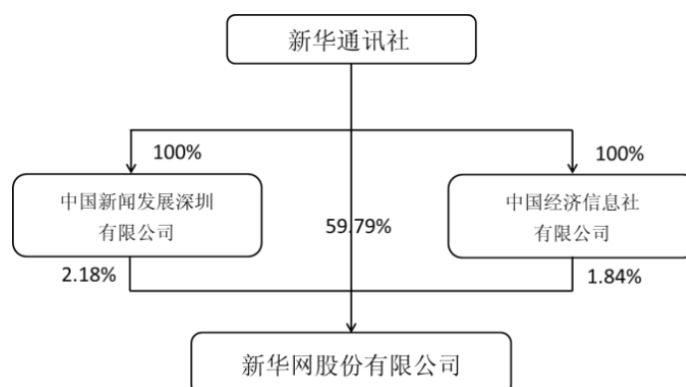 新华通讯社
100%
100%
中国新闻发展深圳
有限公司
59.79%
中国经济信息社
有限公司
2.18%
1.84%
新华网股份有限公司